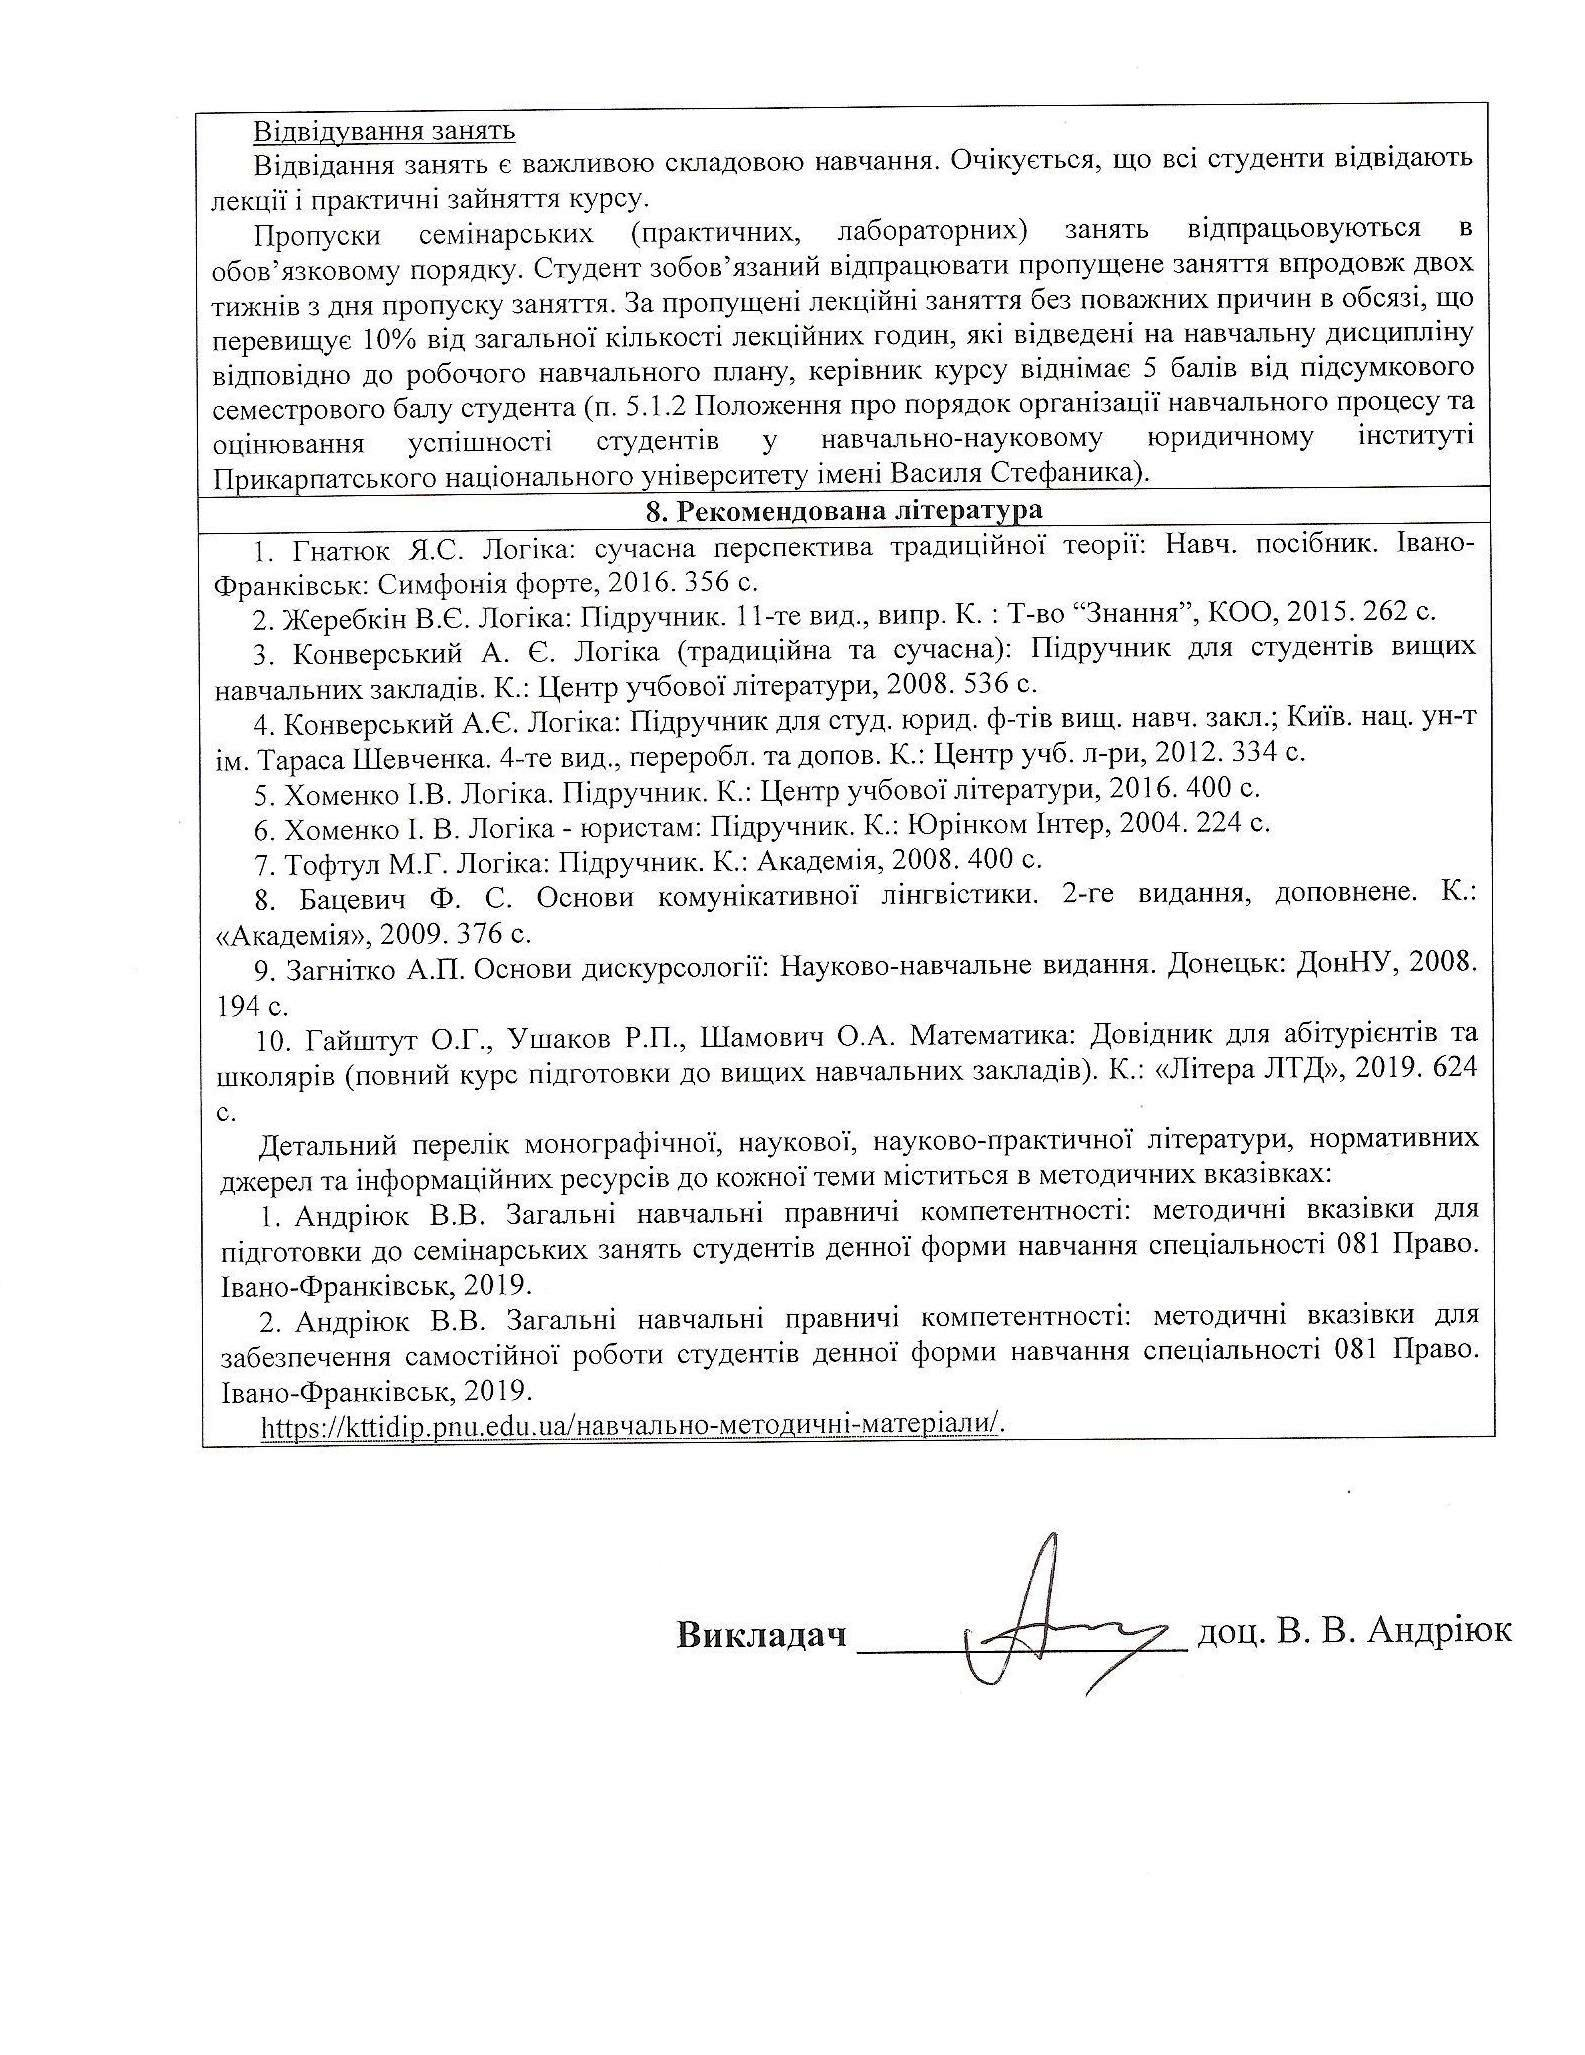 Відвідування занять
Відвідання занять є важливою складовою навчання. Очікується, що всі студенти відвідають
лекції і практичні зайняття курсу.
Пропуски семінарських (практичних, лабораторних) занять відпрацьовуються в
обов’язковому порядку. Студент зобов’язаний відпрацювати пропущене заняття впродовж двох
тижнів з дня пропуску заняття. За пропущені лекційні заняття без поважних причин в обсязі, що
перевищує 10% від загальної кількості лекційних годин, які відведені на навчальну дисципліну
відповідно до робочого навчального плану, керівник курсу віднімає 5 балів від підсумкового
семестрового балу студента (п. 5.1.2 Положення про порядок організації навчального процесу та
оцінювання успішності студентів у навчально-науковому юридичному інституті
Прикарпатського національного університету імені Василя Стефаника).
8. Рекомендована література
1. Гнатюк Я.С. Логіка: сучасна перспектива традиційної теорії: Навч. посібник. Івано-
Франківськ: Симфонія форте, 2016. 356 с.
2. Жеребкін В.Є. Логіка: Підручник. 11-те вид., випр. К. : Т-во “Знання”, КОО, 2015. 262 с.
3. Конверський А. Є. Логіка (традиційна та сучасна): Підручник для студентів вищих
навчальних закладів. К.: Центр учбової літератури, 2008. 536 с.
4. Конверський А.Є. Логіка: Підручник для студ. юрид. ф-тів вищ. навч. закл.; Київ. нац. ун-т
ім. Тараса Шевченка. 4-те вид., переробл. та допов. К.: Центр учб. л-ри, 2012. 334 с.
5. Хоменко І.В. Логіка. Підручник. К.: Центр учбової літератури, 2016. 400 с.
6. Хоменко І. В. Логіка - юристам: Підручник. К.: Юрінком Інтер, 2004. 224 с.
7. Тофтул М.Г. Логіка: Підручник. К.: Академія, 2008. 400 с.
8. Бацевич Ф. С. Основи комунікативної лінгвістики. 2-ге видання, доповнене. К.:
«Академія», 2009. 376 с.
9. Загнітко А.П. Основи дискурсології: Науково-навчальне видання. Донецьк: ДонНУ, 2008.
194 с.
10. Гайштут О.Г., Ушаков Р.П., Шамович О.А. Математика: Довідник для абітурієнтів та
школярів (повний курс підготовки до вищих навчальних закладів). К.: «Літера ЛТД», 2019. 624
с.
Детальний перелік монографічної, наукової, науково-практичної літератури, нормативних
джерел та інформаційних ресурсів до кожної теми міститься в методичних вказівках:
1. Андріюк В.В. Загальні навчальні правничі компетентності: методичні вказівки для
підготовки до семінарських занять студентів денної форми навчання спеціальності 081 Право.
Івано-Франківськ, 2019.
2. Андріюк В.В. Загальні навчальні правничі компетентності: методичні вказівки для
забезпечення самостійної роботи студентів денної форми навчання спеціальності 081 Право.
Івано-Франківськ, 2019.
https://kttidip.pnu.edu.ua/навчально-методичні-матеріали/.
Викладач доц. В. В. Андріюк